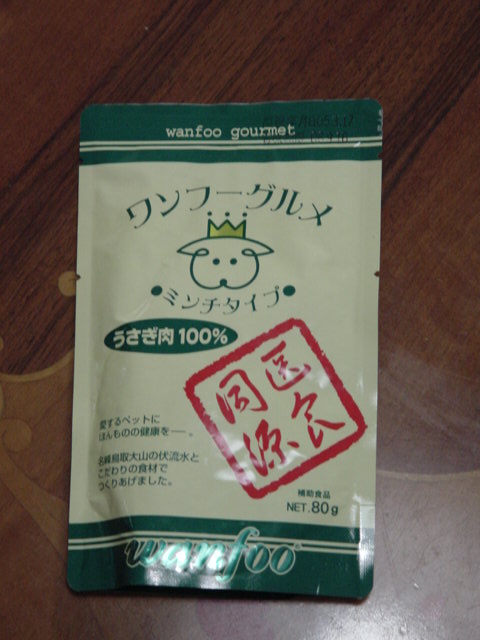 wanfoo gourmet
ワンフーグルメ
●ミンチタイプ●
うさぎ肉100%
医食
同源
愛するペットに
ほんものの健康を──。
名峰鳥取大山の伏流水と
こだわりの食材で
つくりあげました。
補助食品
NET.80g
wanfoo